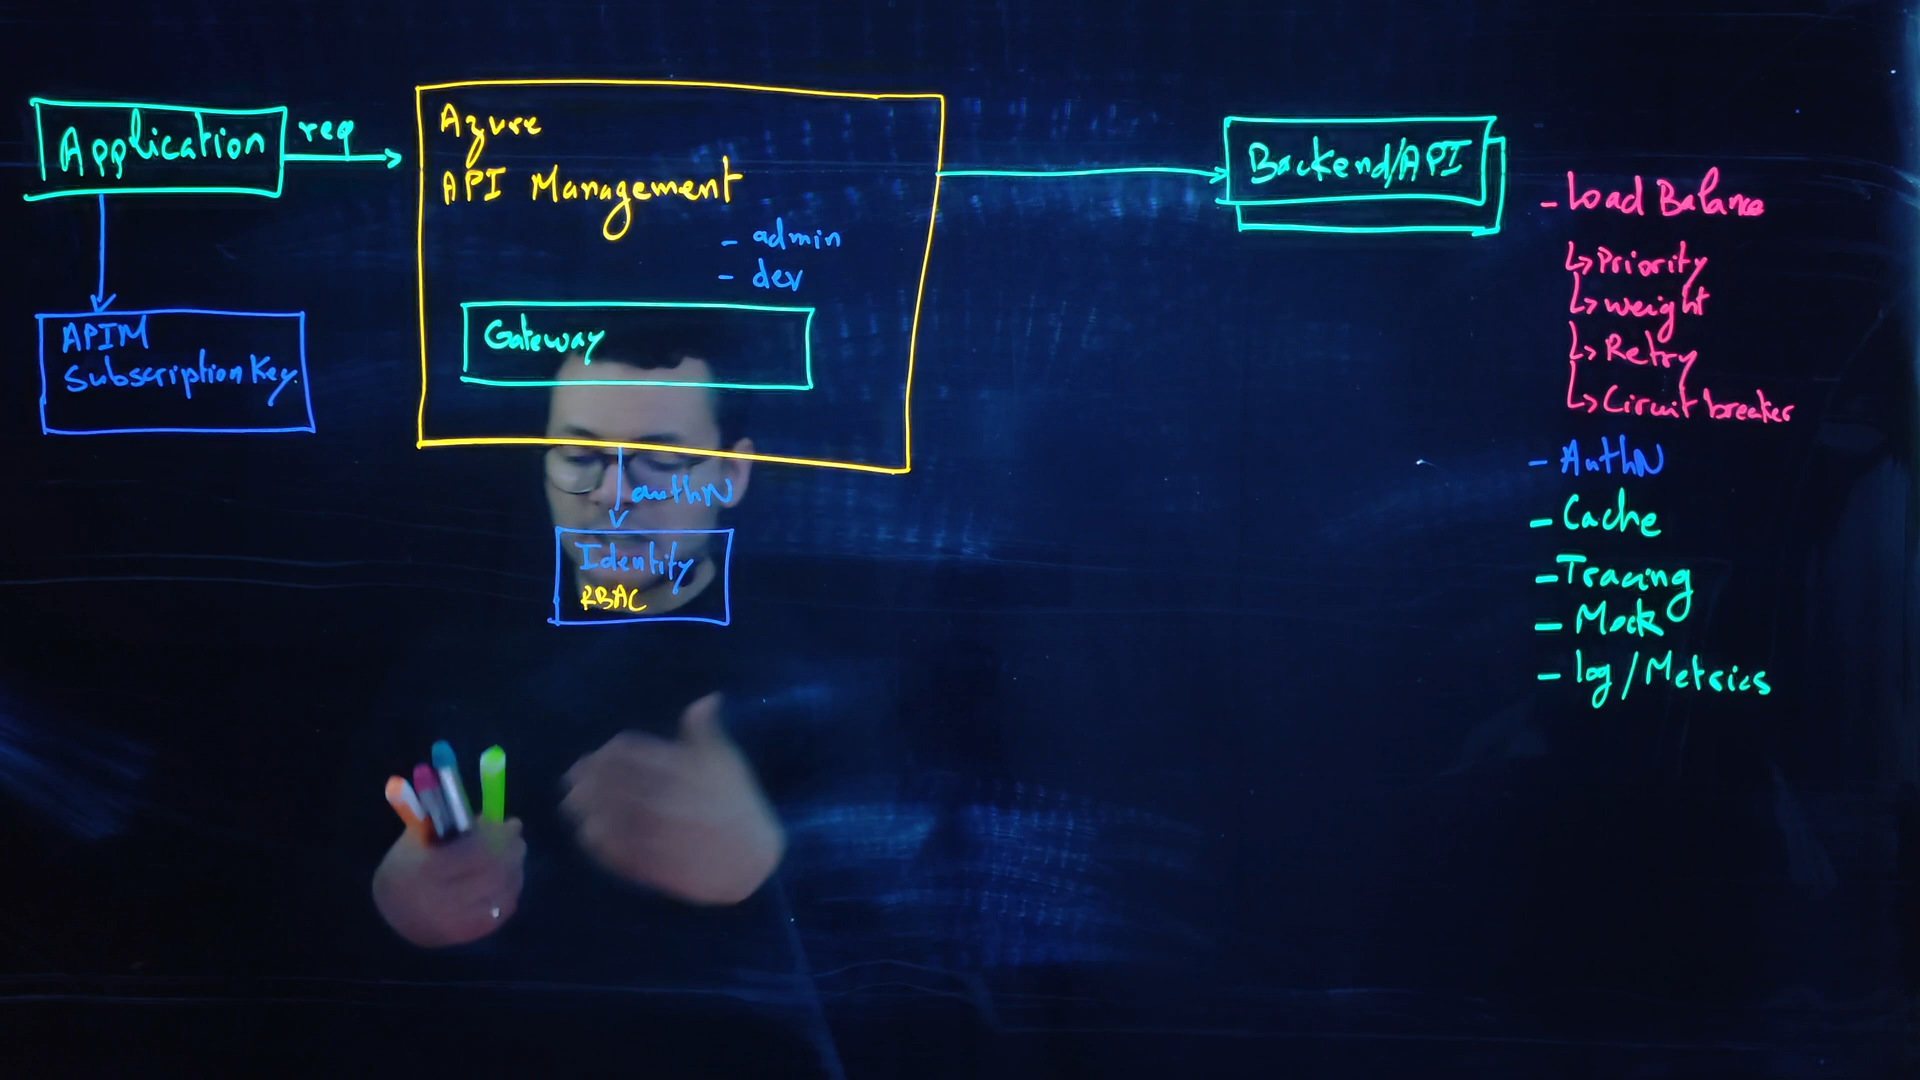 Application
req
Azure
API Management
- admin
- dev
Gateway
APIM
Subscription Key.
authN
Identity
RBAC
Backend/API
- Load Balance
↳ Priority
↳ weight
↳ Retry
↳ Circuit breaker
- AuthN
- Cache
- Tracing
- Mock
- log / Metrics